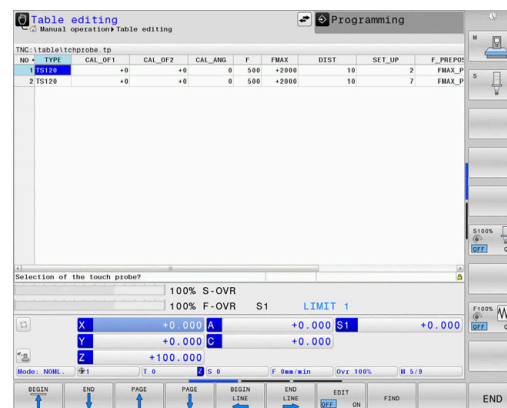 Table editing
Manual operation▸Table editing
Programming
TNC:\table\tchprobe.tp
NO TYPE CAL_OF1 CAL_OF2 CAL_ANG F FMAX DIST SET_UP F_PREPOS
1 TS120 +0 +0 0 500 +2000 10 2 FMAX_P
2 TS120 +0 +0 0 500 +2000 10 7 FMAX_P
Selection of the touch probe?
100% S-OVR
100% F-OVR S1 LIMIT 1
X +0.000 A +0.000 S1 +0.000
Y +0.000 C +0.000
Z +100.000
Mode: NOML. 1 T 0 Z S 0 F 0mm/min Ovr 100% M 5/9
M
S
S100%
OFF
F100%
OFF
BEGIN
END
PAGE
PAGE
BEGIN LINE
END LINE
EDIT
OFF ON
FIND
END